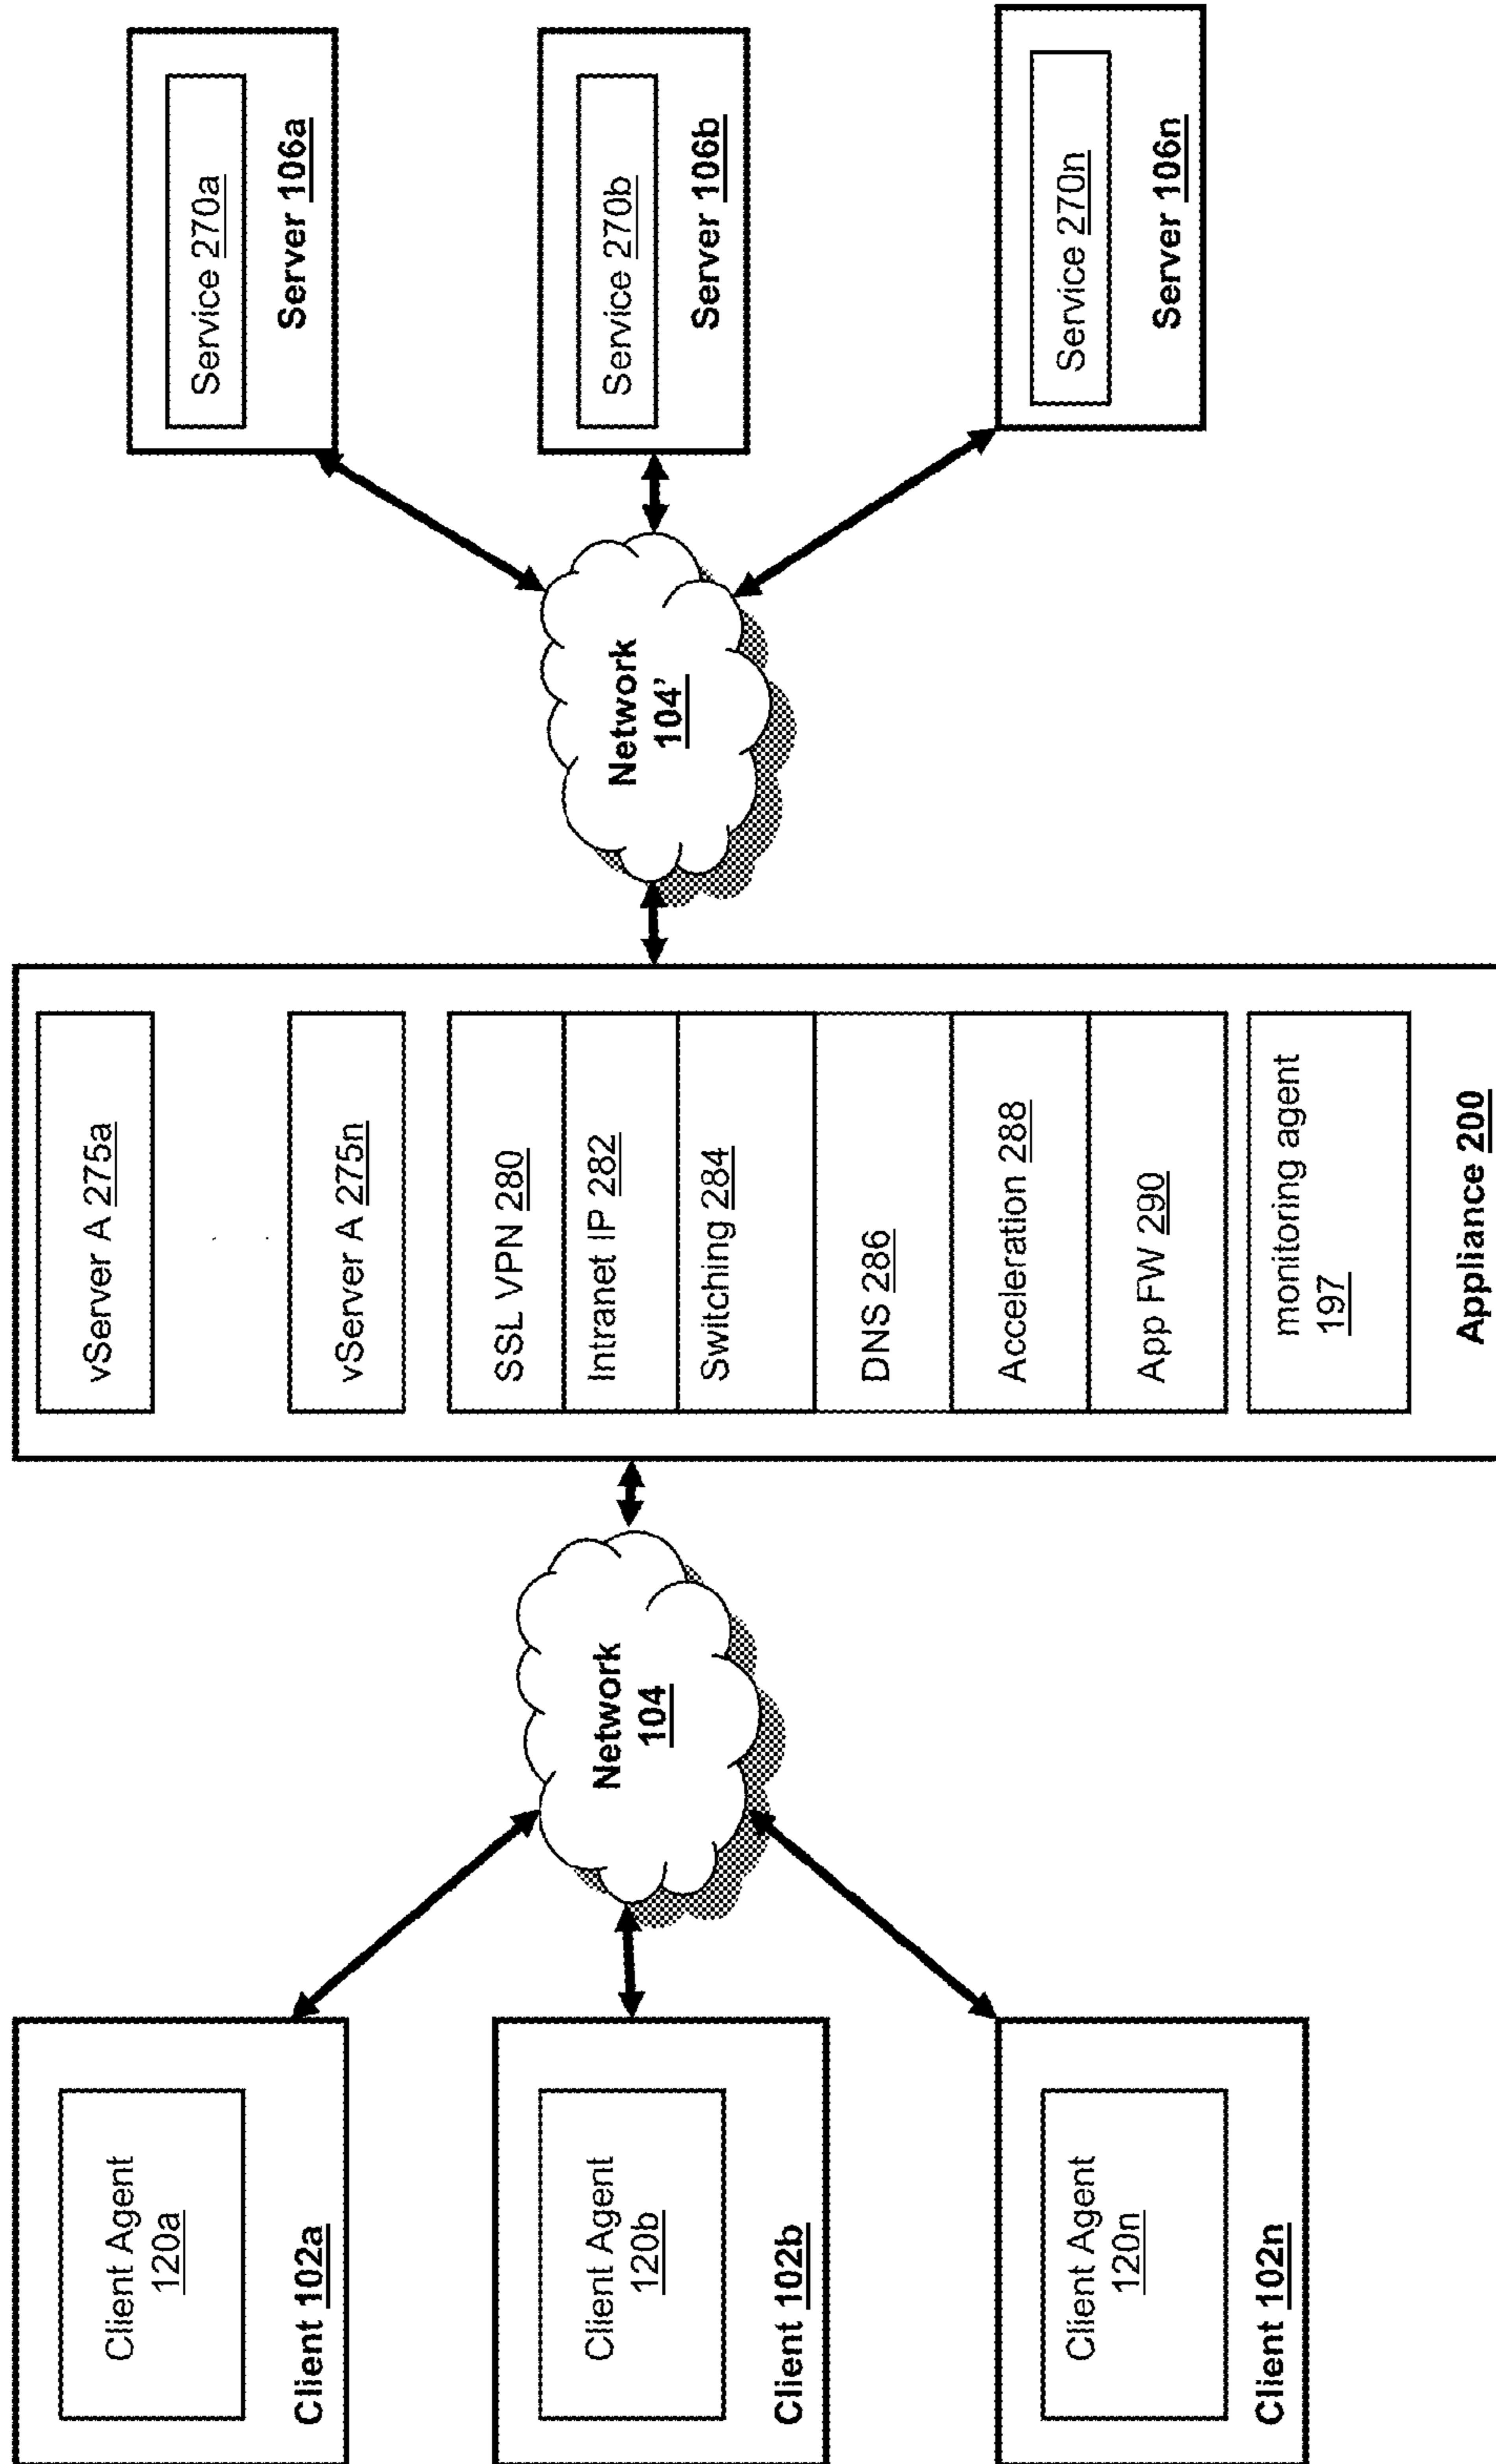 Client Agent
120a
Client 102a
Client Agent
120b
Client 102b
Client Agent
120n
Client 102n
Network
104
vServer A 275a
vServer A 275n
SSL VPN 280
Intranet IP 282
Switching 284
DNS 286
Acceleration 288
App FW 290
monitoring agent
197
Appliance 200
Network
104’
Service 270a
Server 106a
Service 270b
Server 106b
Service 270n
Server 106n